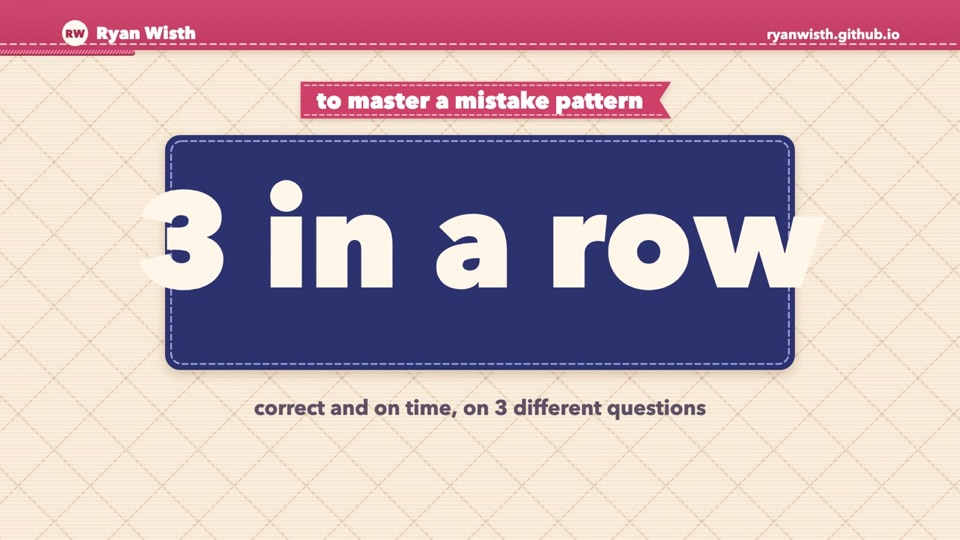 RW Ryan Wisth
ryanwisth.github.io
to master a mistake pattern
3 in a row
correct and on time, on 3 different questions